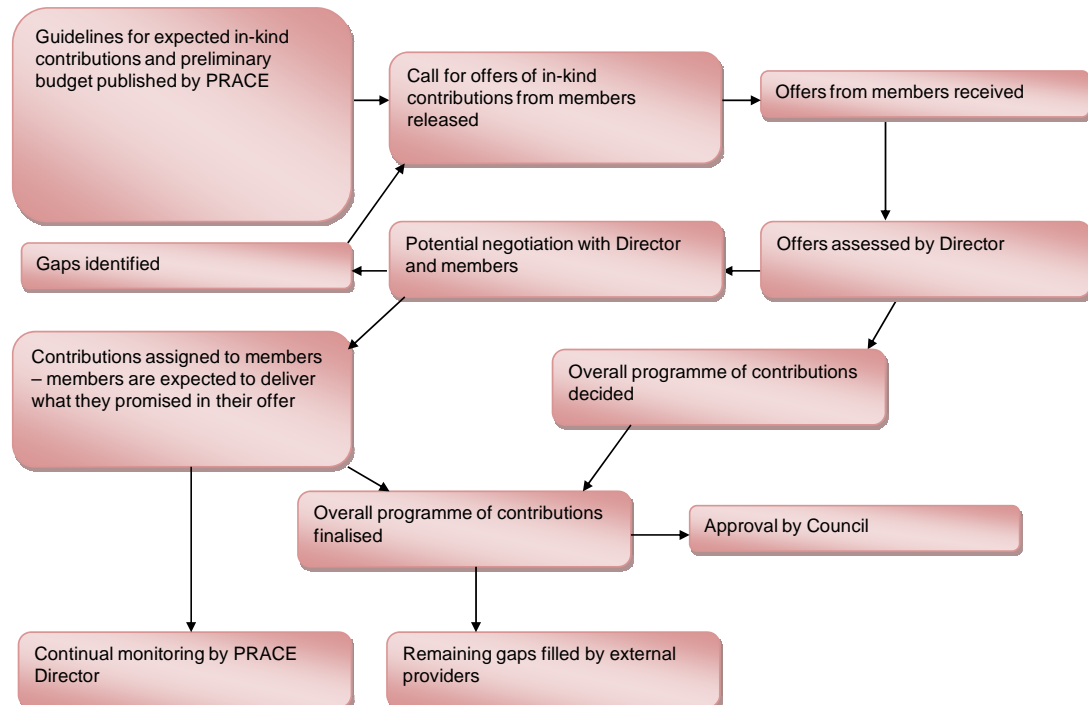 Guidelines for expected in-kind
contributions and preliminary
budget published by PRACE
Call for offers of in-kind
contributions from members
released
Offers from members received
Gaps identified
Potential negotiation with Director
and members
Offers assessed by Director
Contributions assigned to members
– members are expected to deliver
what they promised in their offer
Overall programme of contributions
decided
Overall programme of contributions
finalised
Approval by Council
Continual monitoring by PRACE
Director
Remaining gaps filled by external
providers